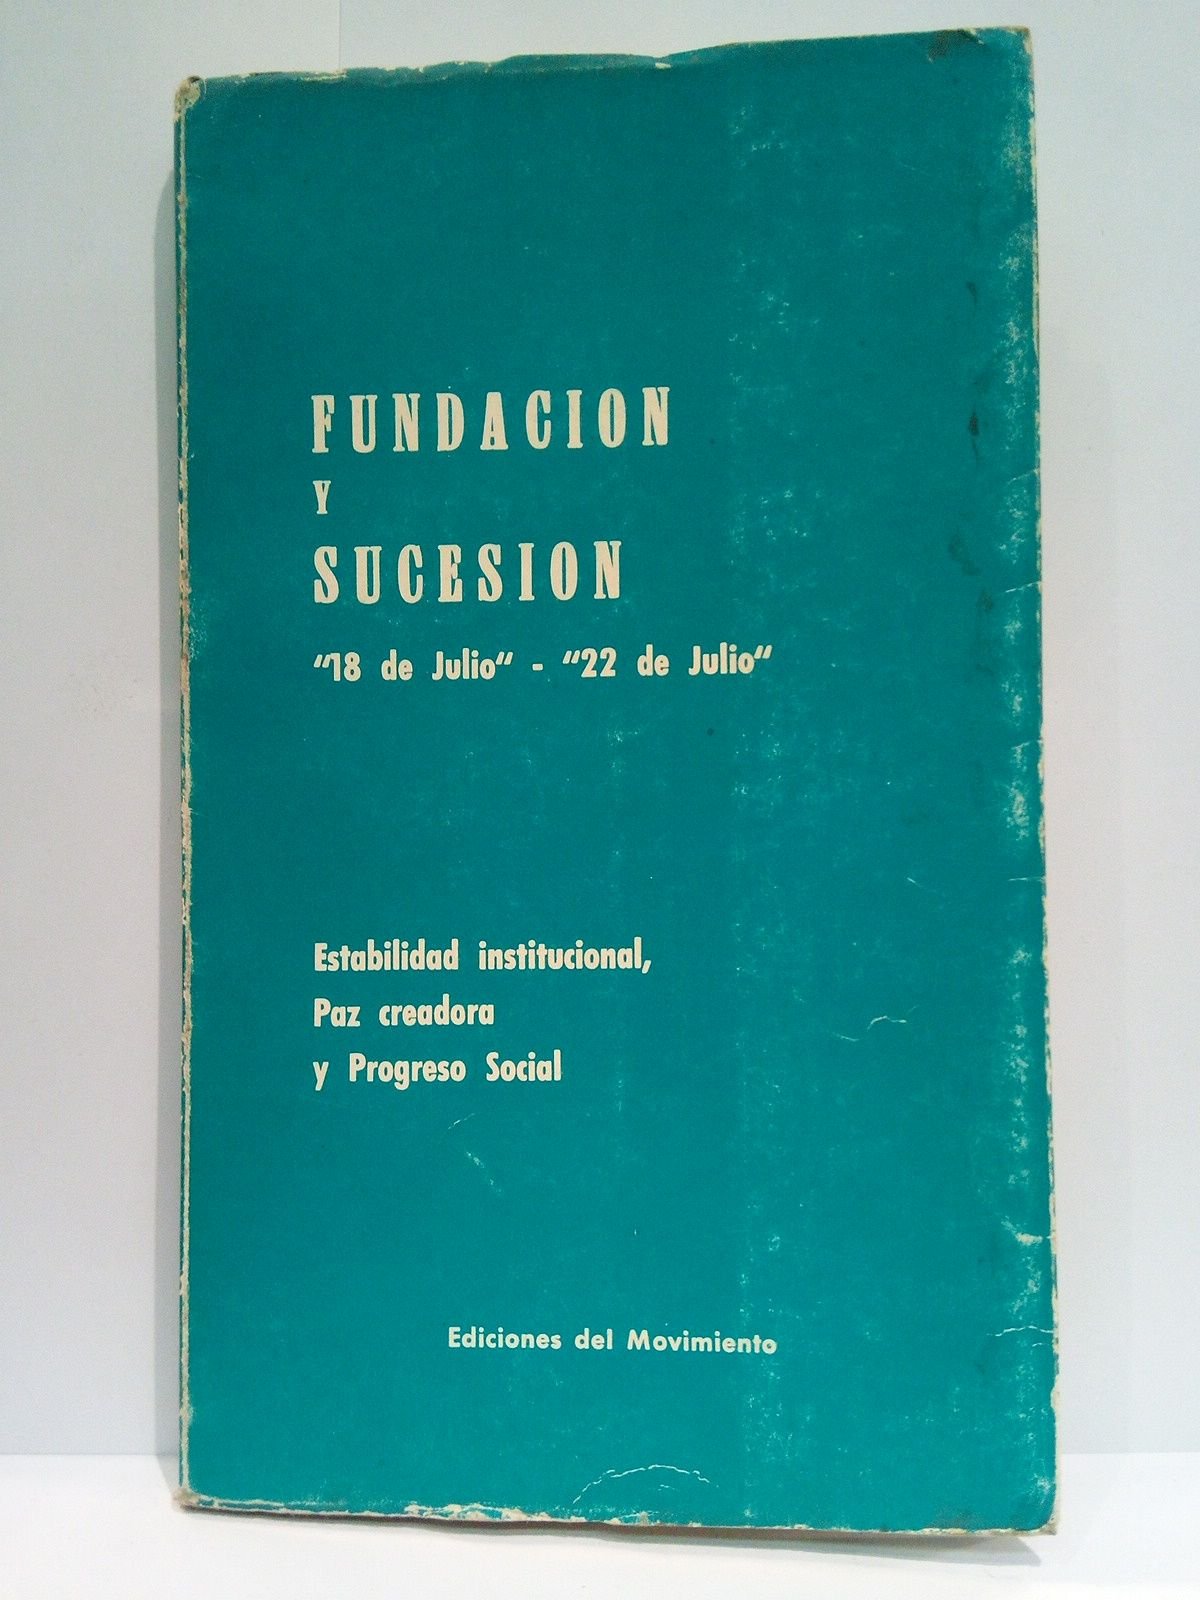 FUNDACION
Y
SUCESION
“18 de Julio“ - “22 de Julio“
Estabilidad institucional,
Paz creadora
y Progreso Social
Ediciones del Movimiento